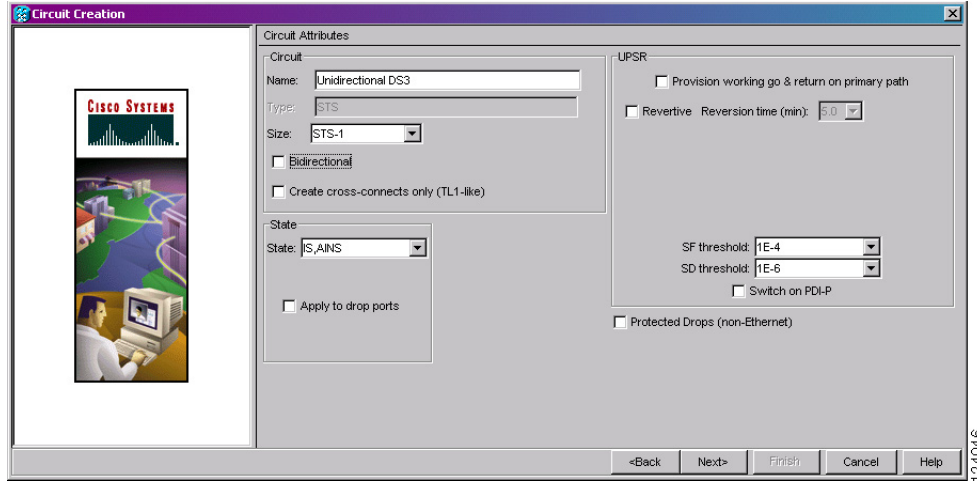 Circuit Creation
Circuit Attributes
CISCO SYSTEMS
Circuit
Name: Unidirectional DS3
Type: STS
Size: STS-1
Bidirectional
Create cross-connects only (TL1-like)
State
State: IS,AINS
Apply to drop ports
UPSR
Provision working go & return on primary path
Revertive Reversion time (min): 5.0
SF threshold: 1E-4
SD threshold: 1E-6
Switch on PDI-P
Protected Drops (non-Ethernet)
<Back Next> Finish Cancel Help